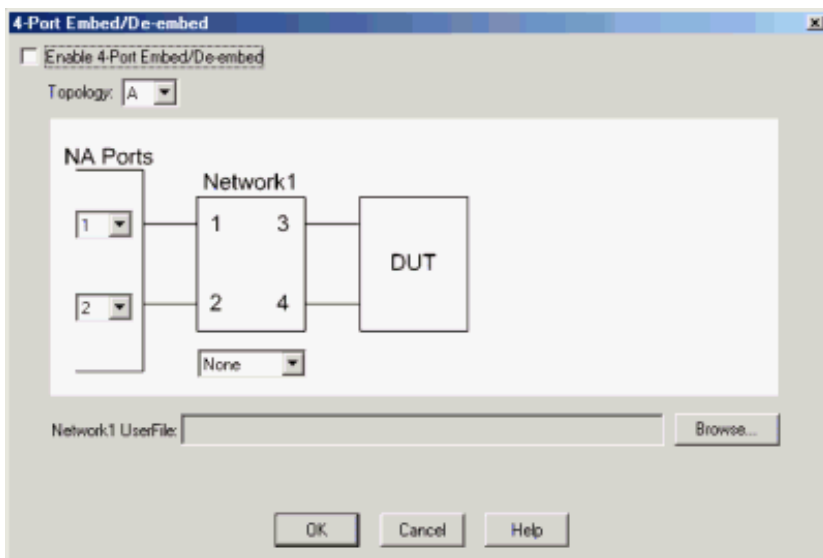 4-Port Embed/De-embed
Enable 4-Port Embed/De-embed
Topology: A
NA Ports
Network1
1 1 3
DUT
2 2 4
None
Network1 UserFile: Browse...
OK Cancel Help